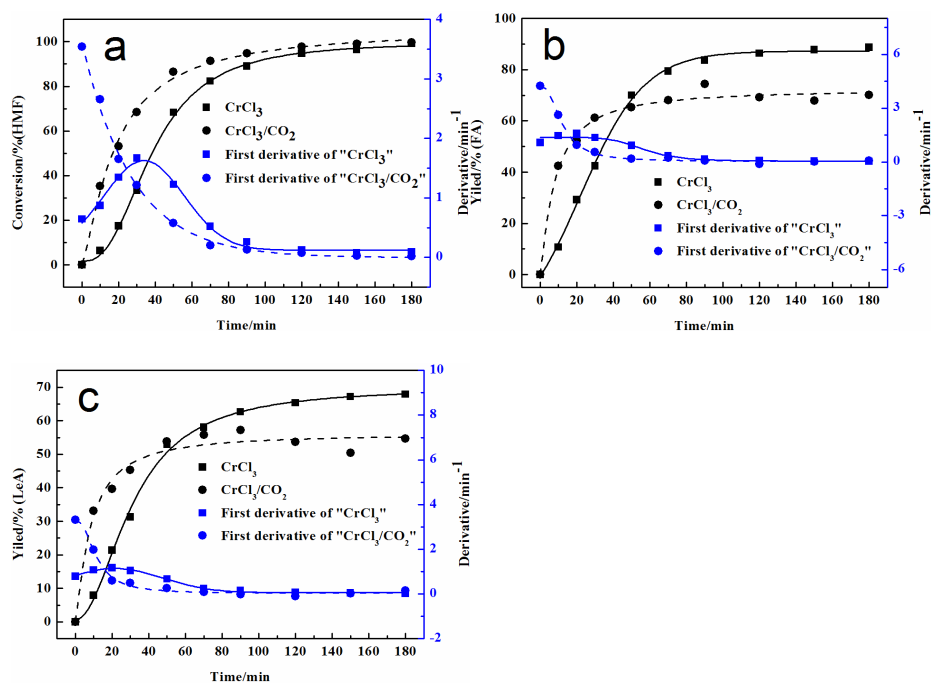 a
Conversion/%(HMF)
100
80
60
40
20
0
0 20 40 60 80 100 120 140 160 180
Time/min
4
3
2
1
0
Derivative/min-1
CrCl3
CrCl3/CO2
First derivative of "CrCl3"
First derivative of "CrCl3/CO2"
b
Yiled/% (FA)
100
80
60
40
20
0
0 20 40 60 80 100 120 140 160 180
Time/min
6
3
0
-3
-6
Derivative/min-1
CrCl3
CrCl3/CO2
First derivative of "CrCl3"
First derivative of "CrCl3/CO2"
c
Yiled/% (LeA)
70
60
50
40
30
20
10
0
0 20 40 60 80 100 120 140 160 180
Time/min
10
8
6
4
2
0
-2
Derivative/min-1
CrCl3
CrCl3/CO2
First derivative of "CrCl3"
First derivative of "CrCl3/CO2"